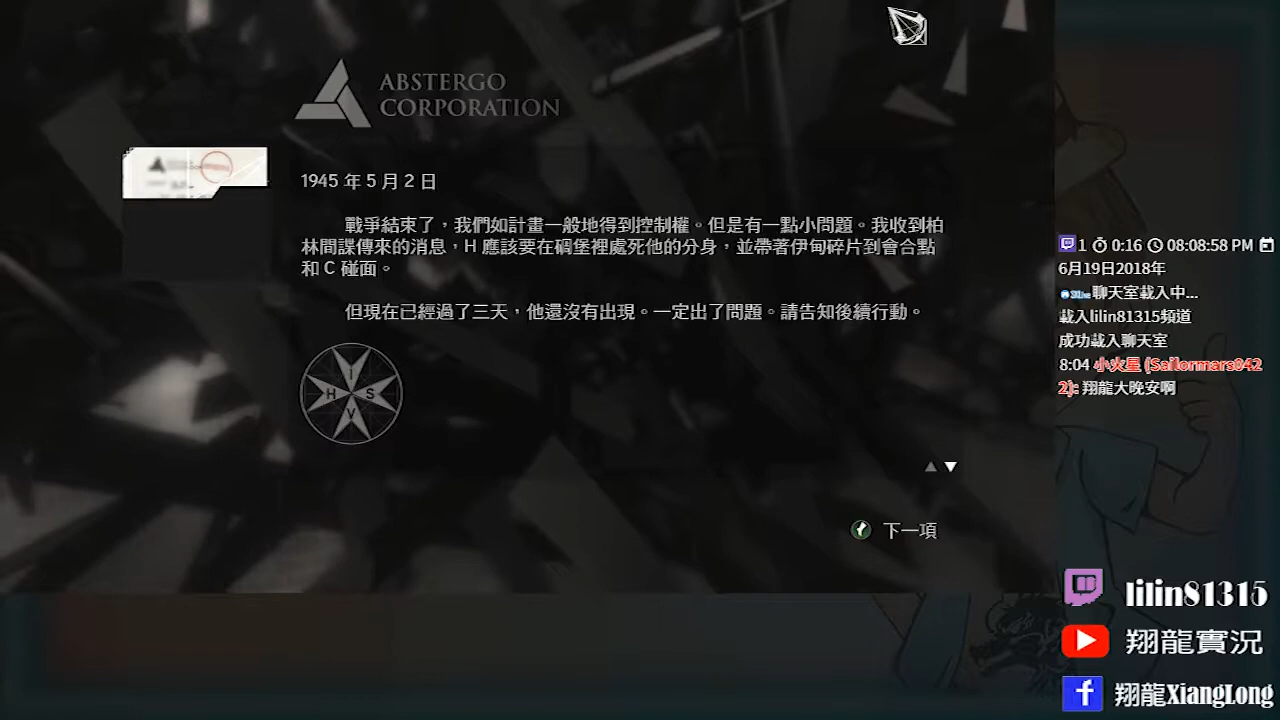 ABSTERGO
CORPORATION
1945 年 5 月 2 日
戰爭結束了，我們如計畫一般地得到控制權。但是有一點小問題。我收到柏
林間諜傳來的消息，H 應該要在碉堡裡處死他的分身，並帶著伊甸碎片到會合點
和 C 碰面。
但現在已經過了三天，他還沒有出現。一定出了問題。請告知後續行動。
I
H S
V
下一項
1 0:16 08:08:58 PM
6月19日2018年
聊天室載入中...
載入lilin81315頻道
成功載入聊天室
8:04 小火星 (Sailormars042
2): 翔龍大晚安啊
lilin81315
翔龍實況
翔龍XiangLong